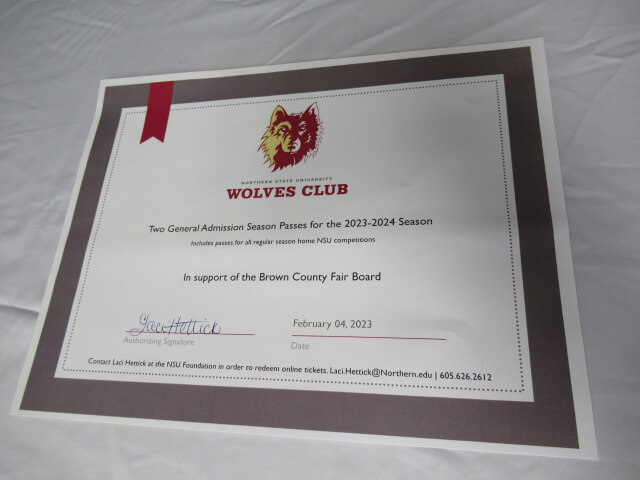 NORTHERN STATE UNIVERSITY
WOLVES CLUB
Two General Admission Season Passes for the 2023-2024 Season
Includes passes for all regular season home NSU competitions
In support of the Brown County Fair Board
Laci Hettick
February 04, 2023
Authorizing Signature
Date
Contact Laci Hettick at the NSU Foundation in order to redeem online tickets. Laci.Hettick@Northern.edu | 605.626.2612